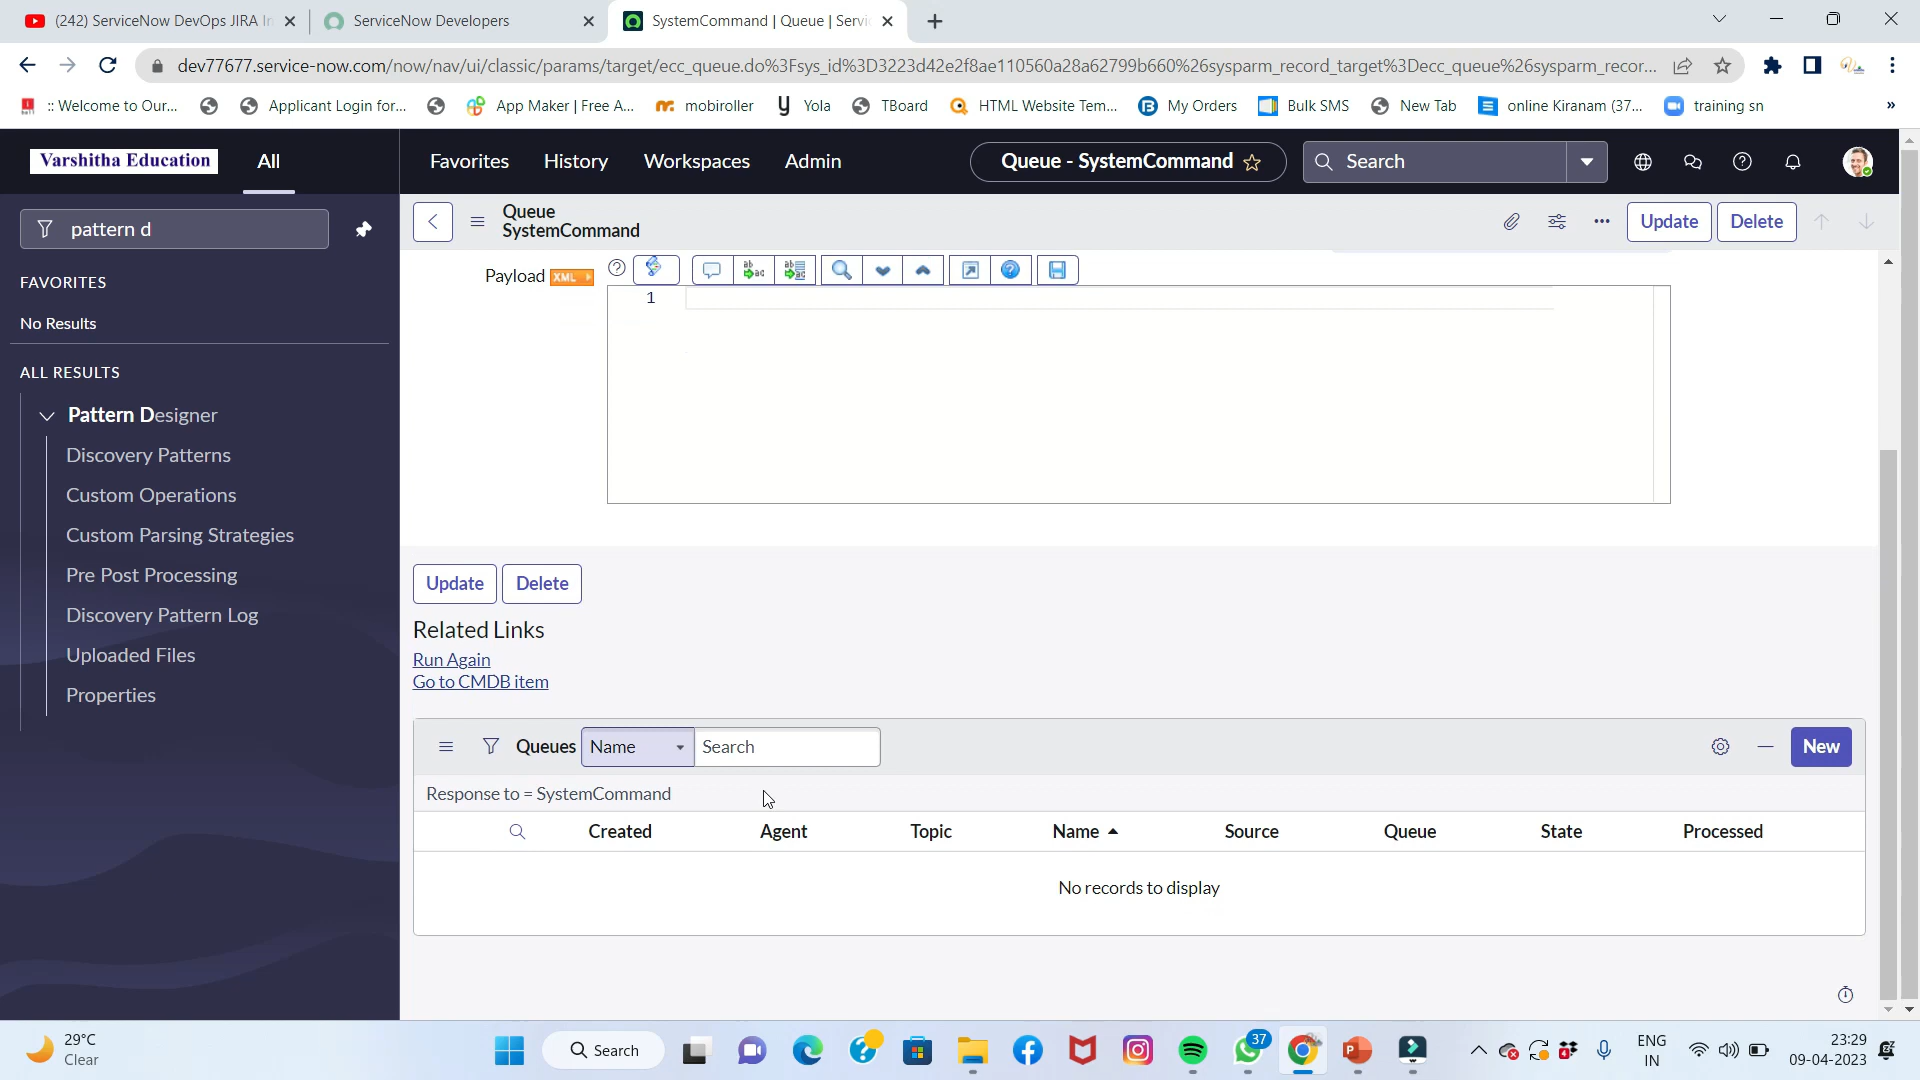 (242) ServiceNow DevOps JIRA In
ServiceNow Developers
SystemCommand | Queue | Servic
dev77677.service-now.com/now/nav/ui/classic/params/target/ecc_queue.do%3Fsys_id%3D3223d42e2f8ae110560a28a62799b660%26sysparm_record_target%3Decc_queue%26sysparm_recor...
:: Welcome to Our...
Applicant Login for...
App Maker | Free A...
mobiroller
Yola
TBoard
HTML Website Tem...
My Orders
Bulk SMS
New Tab
online Kiranam (37...
training sn
»
Varshitha Education
All
Favorites
History
Workspaces
Admin
Queue - SystemCommand
Search
pattern d
Queue
SystemCommand
Update
Delete
FAVORITES
No Results
ALL RESULTS
Pattern Designer
Discovery Patterns
Custom Operations
Custom Parsing Strategies
Pre Post Processing
Discovery Pattern Log
Uploaded Files
Properties
Payload XML
1
Update
Delete
Related Links
Run Again
Go to CMDB item
Queues
Name
Search
New
Response to = SystemCommand
Created
Agent
Topic
Name
Source
Queue
State
Processed
No records to display
29°C
Clear
Search
37
4
ENG
IN
23:29
09-04-2023